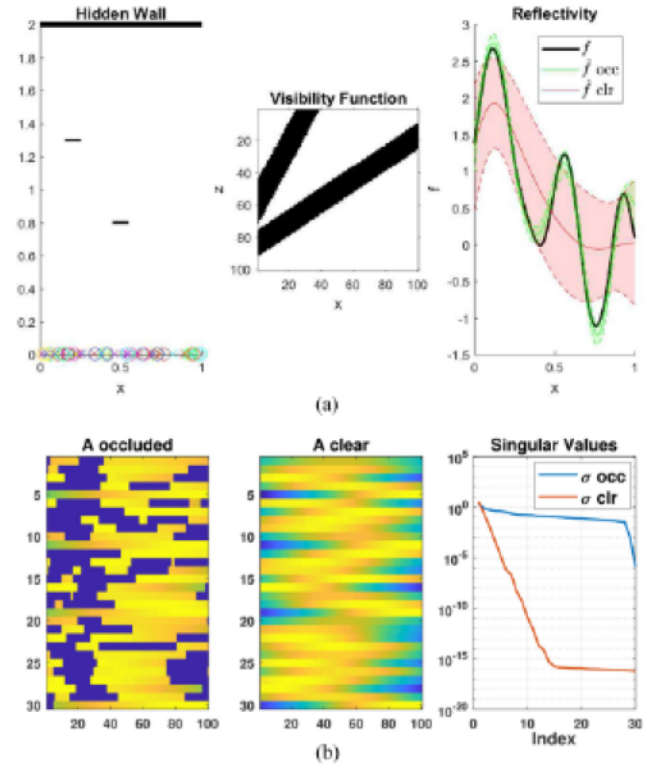 Hidden Wall
2
1.8
1.6
1.4
1.2
1
0.8
0.6
0.4
0.2
0
0 0.5 1
x
Visibility Function
z
20
40
60
80
100
20 40 60 80 100
x
Reflectivity
f
f̂ occ
f̂ clr
f
3
2.5
2
1.5
1
0.5
0
-0.5
-1
-1.5
0 0.5 1
x
(a)
A occluded
5
10
15
20
25
30
20 40 60 80 100
A clear
5
10
15
20
25
30
20 40 60 80 100
Singular Values
σ occ
σ clr
10^5
10^0
10^-5
10^-10
10^-15
10^-20
0 10 20 30
Index
(b)